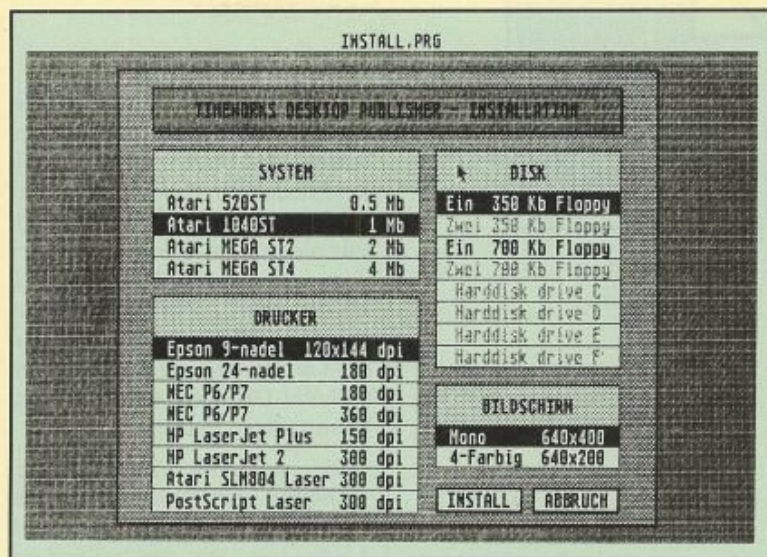 INSTALL.PRG
TIMEWORKS DESKTOP PUBLISHER - INSTALLATION
SYSTEM
Atari 520ST 0.5 Mb
Atari 1040ST 1 Mb
Atari MEGA ST2 2 Mb
Atari MEGA ST4 4 Mb
DRUCKER
Epson 9-nadel 120x144 dpi
Epson 24-nadel 180 dpi
NEC P6/P7 180 dpi
NEC P6/P7 360 dpi
HP LaserJet Plus 150 dpi
HP LaserJet 2 300 dpi
Atari SLM804 Laser 300 dpi
PostScript Laser 300 dpi
DISK
Ein 350 Kb Floppy
Zwei 350 Kb Floppy
Ein 700 Kb Floppy
Zwei 700 Kb Floppy
Harddisk drive C
Harddisk drive D
Harddisk drive E
Harddisk drive F
BILDSCHIRM
Mono 640x400
4-Farbig 640x200
INSTALL ABBRUCH